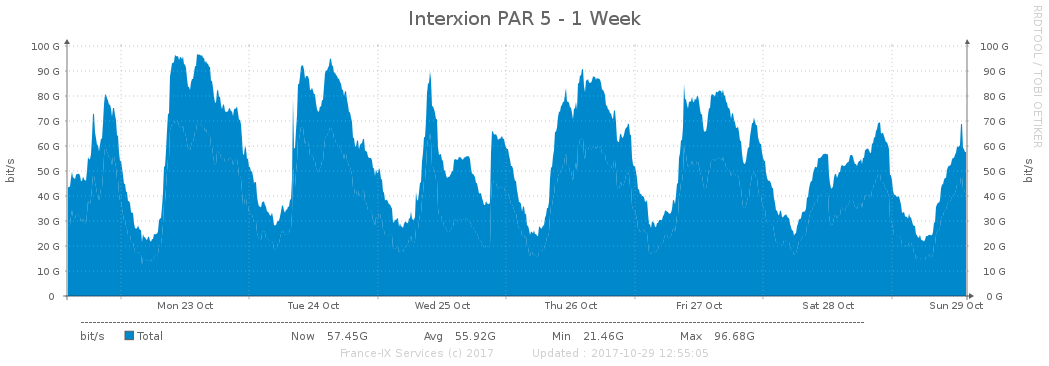 Interxion PAR 5 - 1 Week
RRDTOOL / TOBI OETIKER
100 G 100 G
90 G 90 G
80 G 80 G
70 G 70 G
60 G 60 G
50 G 50 G
40 G 40 G
30 G 30 G
20 G 20 G
10 G 10 G
0 0 G
bit/s
bit/s
Mon 23 Oct Tue 24 Oct Wed 25 Oct Thu 26 Oct Fri 27 Oct Sat 28 Oct Sun 29 Oct
bit/s Total Now 57.45G Avg 55.92G Min 21.46G Max 96.68G
France-IX Services (c) 2017 Updated : 2017-10-29 12:55:05